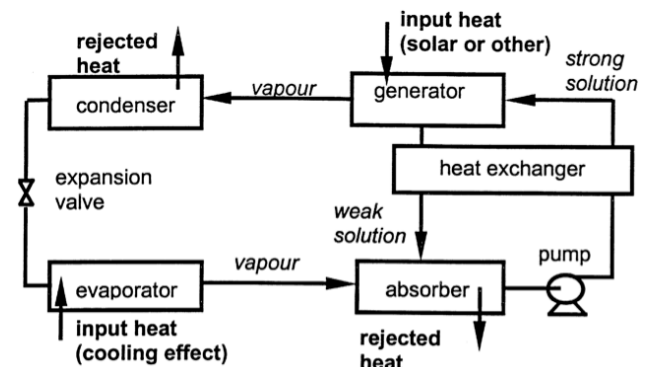 input heat
(solar or other)
rejected
heat
strong
solution
vapour
generator
condenser
heat exchanger
expansion
valve
weak
solution
vapour
pump
evaporator
absorber
input heat
(cooling effect)
rejected
heat